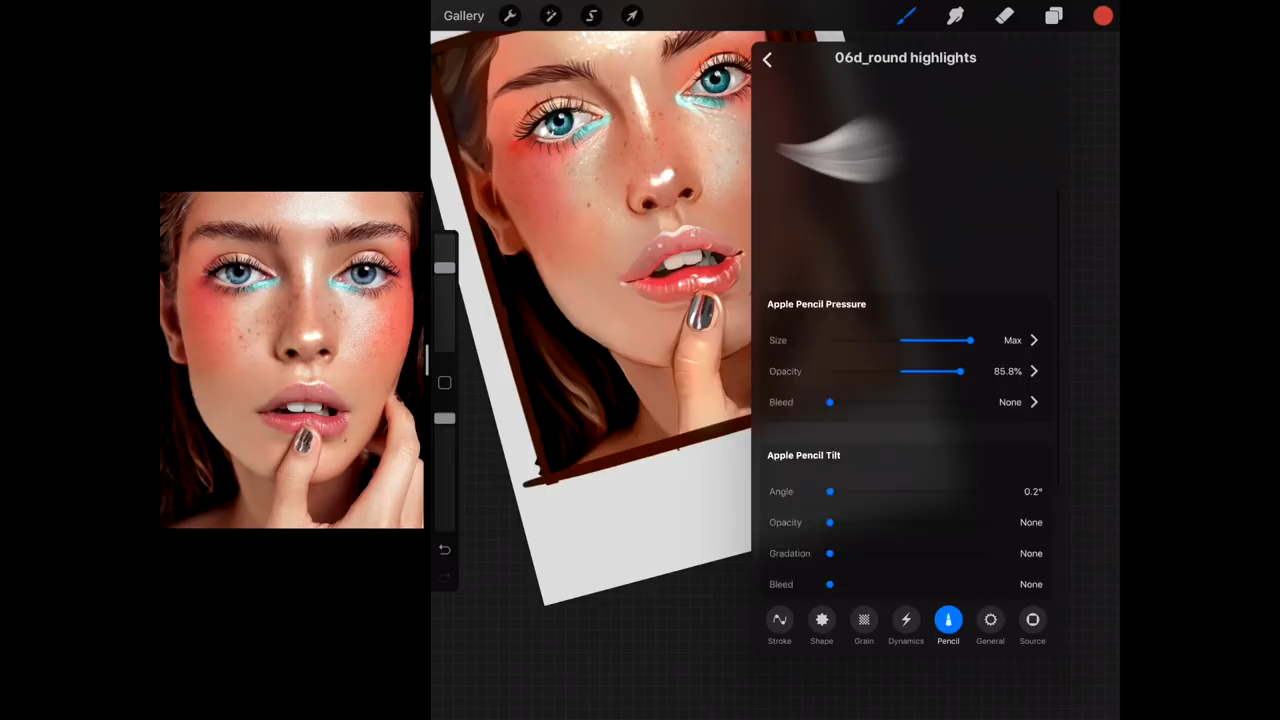 Gallery
06d_round highlights
Apple Pencil Pressure
Size Max
Opacity 85.8%
Bleed None
Apple Pencil Tilt
Angle 0.2°
Opacity None
Gradation None
Bleed None
Stroke Shape Grain Dynamics Pencil General Source